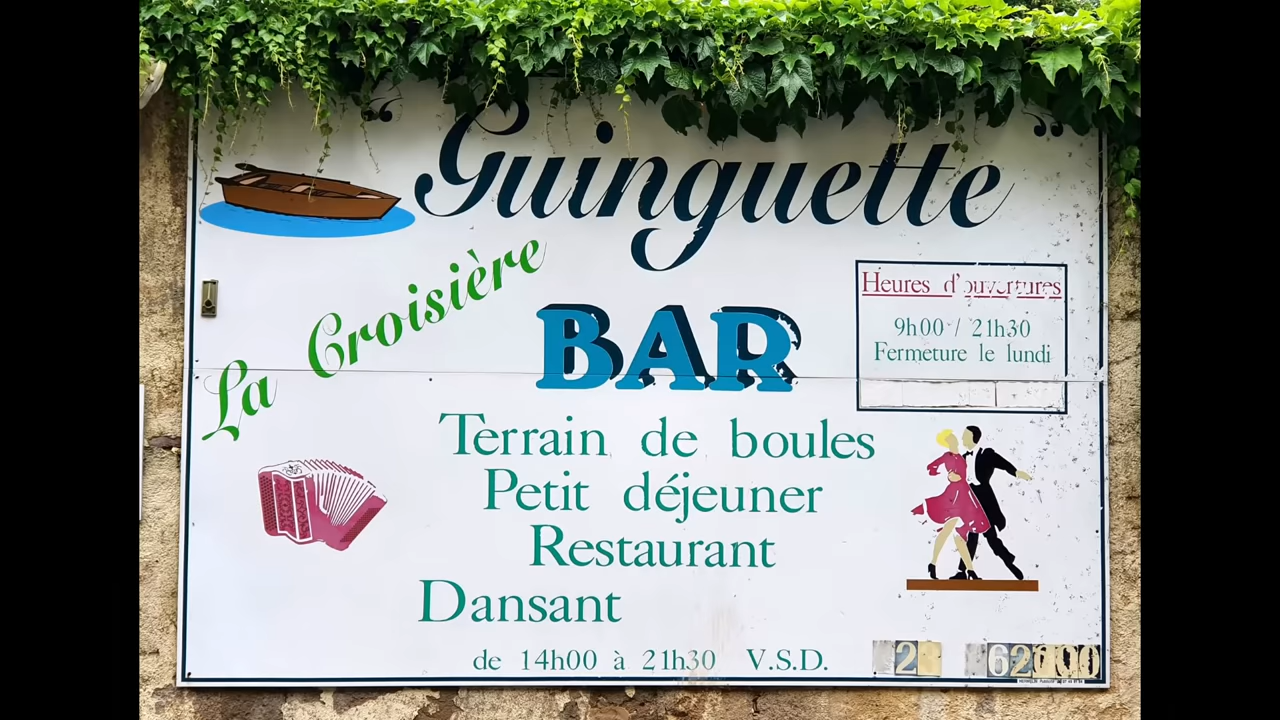 “Guinguette”
La Croisière
BAR
Heures d'ouvertures
9h00 / 21h30
Fermeture le lundi
Terrain de boules
Petit déjeuner
Restaurant
Dansant
de 14h00 à 21h30 V.S.D.